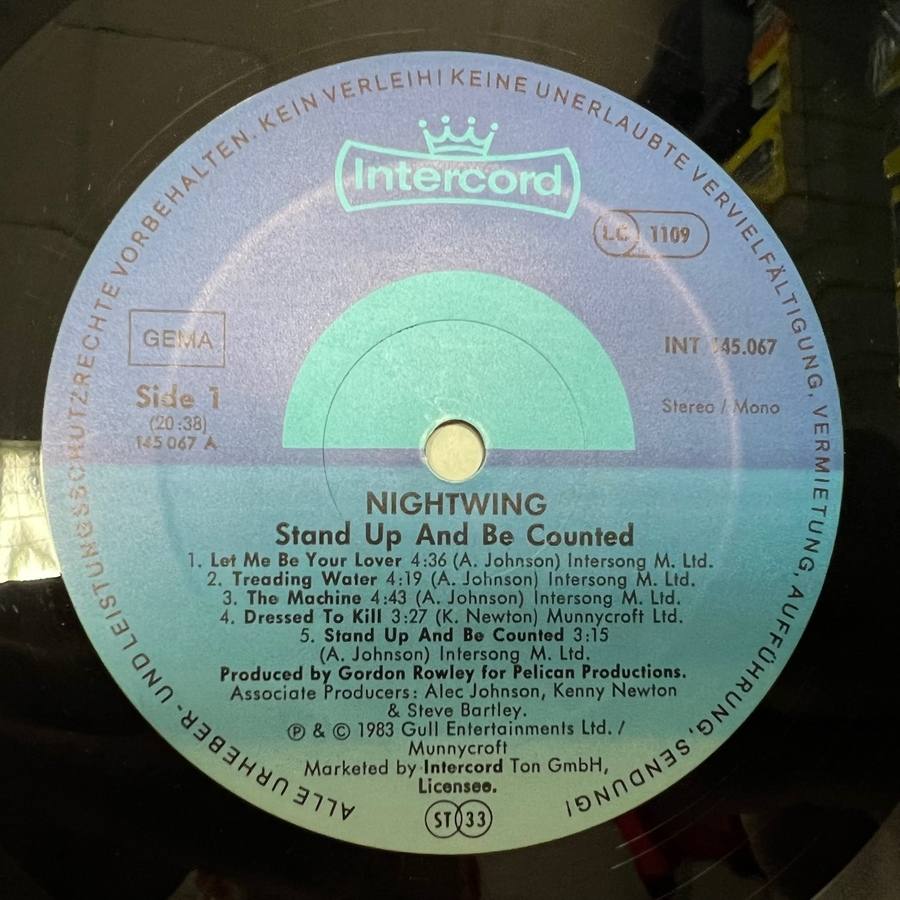 ALLE URHEBER- UND LEISTUNGSSCHUTZRECHTE VORBEHALTEN. KEIN VERLEIH! KEINE UNERLAUBTE VERVIELFÄLTIGUNG, VERMIETUNG, AUFFÜHRUNG, SENDUNG!
Intercord
LC 1109
GEMA
INT 145.067
Side 1
(20:38)
145 067 A
Stereo / Mono
NIGHTWING
Stand Up And Be Counted
1. Let Me Be Your Lover 4:36 (A. Johnson) Intersong M. Ltd.
2. Treading Water 4:19 (A. Johnson) Intersong M. Ltd.
3. The Machine 4:43 (A. Johnson) Intersong M. Ltd.
4. Dressed To Kill 3:27 (K. Newton) Munnycroft Ltd.
5. Stand Up And Be Counted 3:15
(A. Johnson) Intersong M. Ltd.
Produced by Gordon Rowley for Pelican Productions.
Associate Producers: Alec Johnson, Kenny Newton
& Steve Bartley.
℗ & © 1983 Gull Entertainments Ltd. /
Munnycroft
Marketed by Intercord Ton GmbH,
Licensee.
ST 33